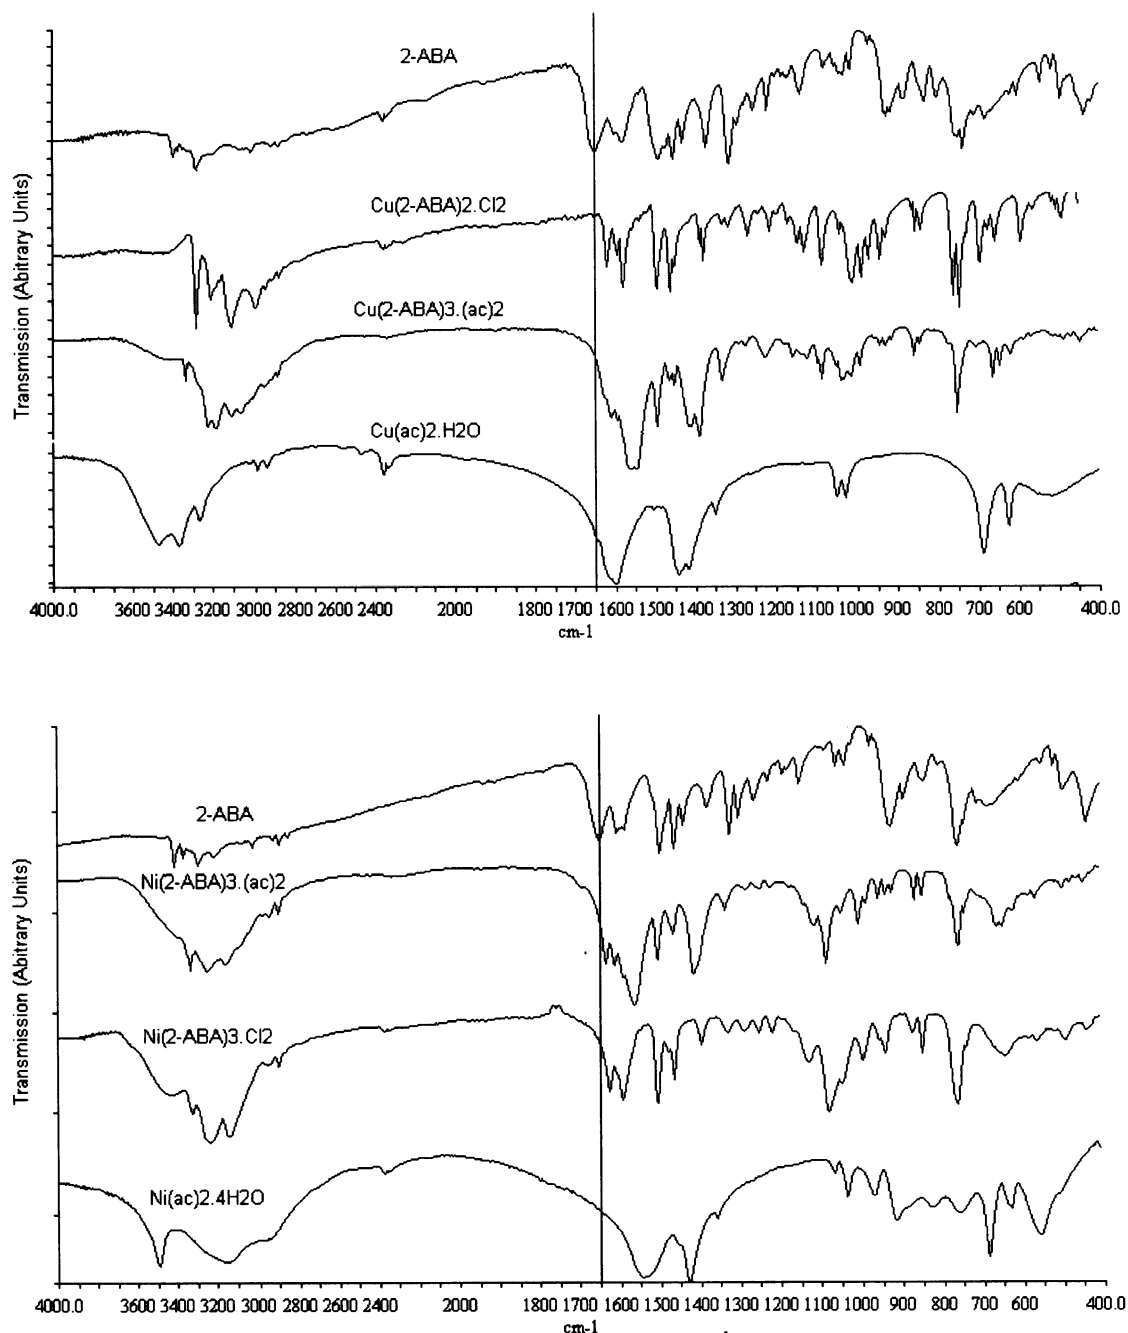 2-ABA
Cu(2-ABA)2.Cl2
Cu(2-ABA)3.(ac)2
Cu(ac)2.H2O
Transmission (Abitrary Units)
4000.0 3600 3200 3000 2800 2400 2000 1800 1700 1600 1500 1400 1300 1200 1100 1000 900 800 700 600 400.0
cm-1
2-ABA
Ni(2-ABA)3.(ac)2
Ni(2-ABA)3.Cl2
Ni(ac)2.4H2O
Transmission (Abitrary Units)
4000.0 3600 3200 3000 2800 2400 2000 1800 1700 1600 1500 1400 1300 1200 1100 1000 900 800 700 600 400.0
cm-1